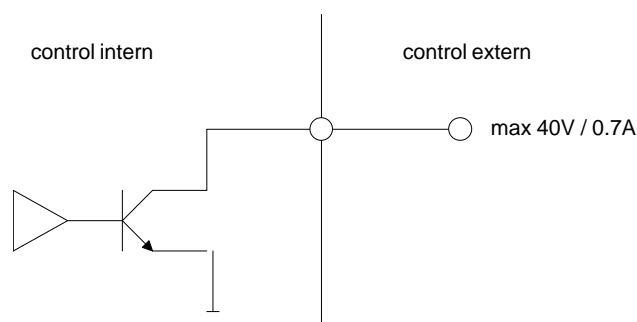 control intern
control extern
max 40V / 0.7A